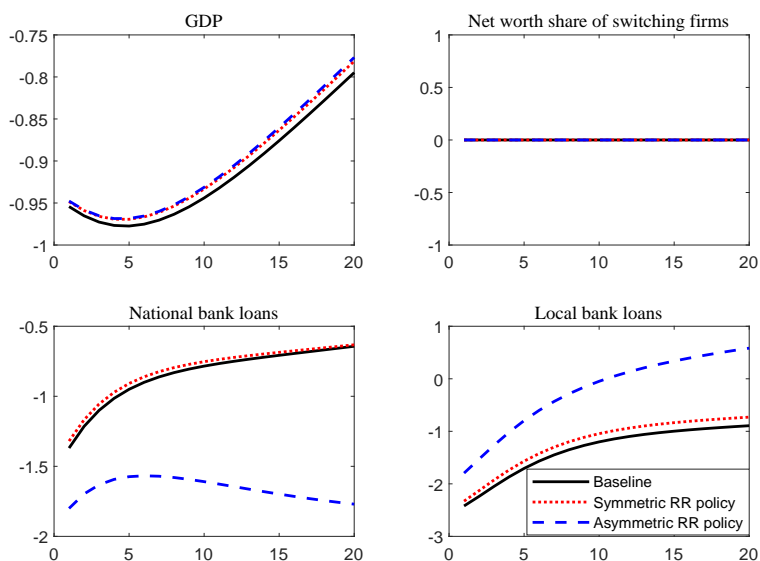 GDP
-0.75
-0.8
-0.85
-0.9
-0.95
-1
0 5 10 15 20
Net worth share of switching firms
1
0.5
0
-0.5
-1
0 5 10 15 20
National bank loans
-0.5
-1
-1.5
-2
0 5 10 15 20
Local bank loans
1
0
-1
-2
-3
0 5 10 15 20
Baseline
Symmetric RR policy
Asymmetric RR policy